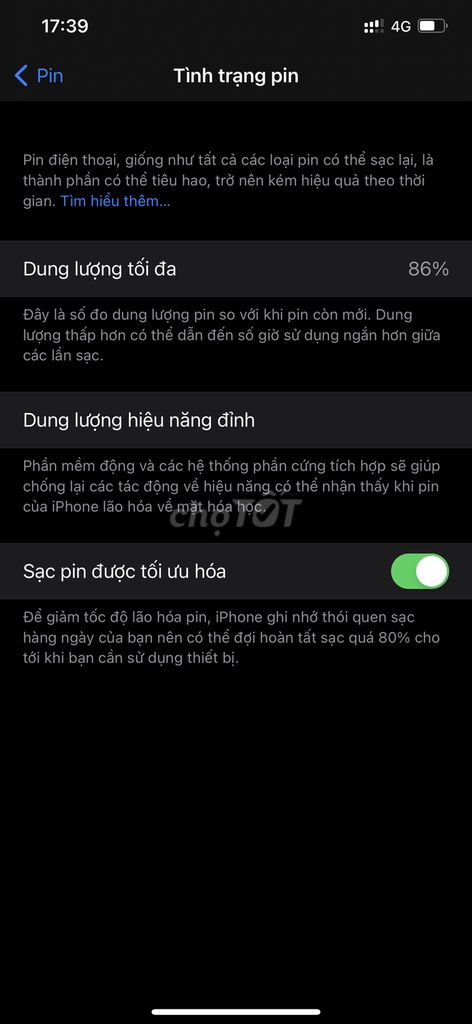 17:39
4G
Pin
Tình trạng pin
Pin điện thoại, giống như tất cả các loại pin có thể sạc lại, là
thành phần có thể tiêu hao, trở nên kém hiệu quả theo thời
gian. Tìm hiểu thêm...
Dung lượng tối đa 86%
Đây là số đo dung lượng pin so với khi pin còn mới. Dung
lượng thấp hơn có thể dẫn đến số giờ sử dụng ngắn hơn giữa
các lần sạc.
Dung lượng hiệu năng đỉnh
Phần mềm động và các hệ thống phần cứng tích hợp sẽ giúp
chống lại các tác động về hiệu năng có thể nhận thấy khi pin
của iPhone lão hóa về mặt hóa học.
chợTỐT
Sạc pin được tối ưu hóa
Để giảm tốc độ lão hóa pin, iPhone ghi nhớ thói quen sạc
hàng ngày của bạn nên có thể đợi hoàn tất sạc quá 80% cho
tới khi bạn cần sử dụng thiết bị.